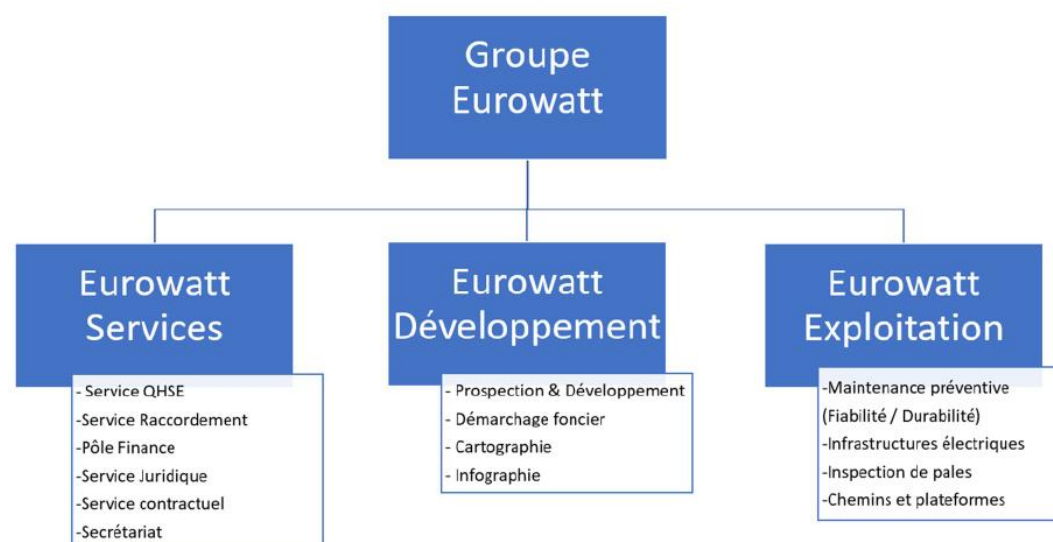 Groupe
Eurowatt
Eurowatt
Services
- Service QHSE
-Service Raccordement
-Pôle Finance
-Service Juridique
-Service contractuel
-Secrétariat
Eurowatt
Développement
- Prospection & Développement
- Démarchage foncier
- Cartographie
- Infographie
Eurowatt
Exploitation
-Maintenance préventive
(Fiabilité / Durabilité)
-Infrastructures électriques
-Inspection de pales
-Chemins et plateformes